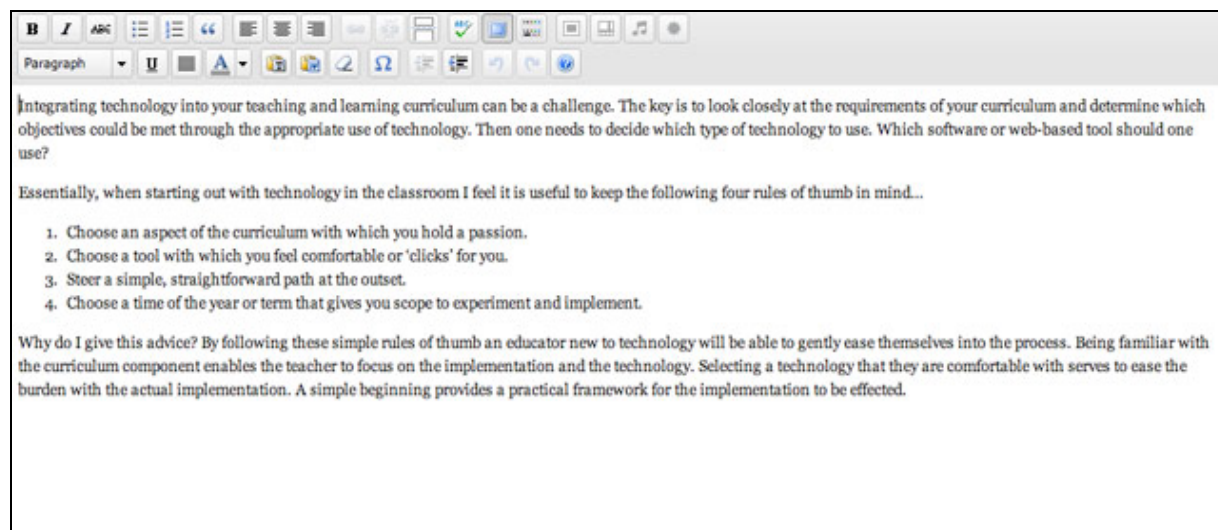 B I ABC
Paragraph U A Ω
Integrating technology into your teaching and learning curriculum can be a challenge. The key is to look closely at the requirements of your curriculum and determine which
objectives could be met through the appropriate use of technology. Then one needs to decide which type of technology to use. Which software or web-based tool should one
use?
Essentially, when starting out with technology in the classroom I feel it is useful to keep the following four rules of thumb in mind...
1. Choose an aspect of the curriculum with which you hold a passion.
2. Choose a tool with which you feel comfortable or 'clicks' for you.
3. Steer a simple, straightforward path at the outset.
4. Choose a time of the year or term that gives you scope to experiment and implement.
Why do I give this advice? By following these simple rules of thumb an educator new to technology will be able to gently ease themselves into the process. Being familiar with
the curriculum component enables the teacher to focus on the implementation and the technology. Selecting a technology that they are comfortable with serves to ease the
burden with the actual implementation. A simple beginning provides a practical framework for the implementation to be effected.